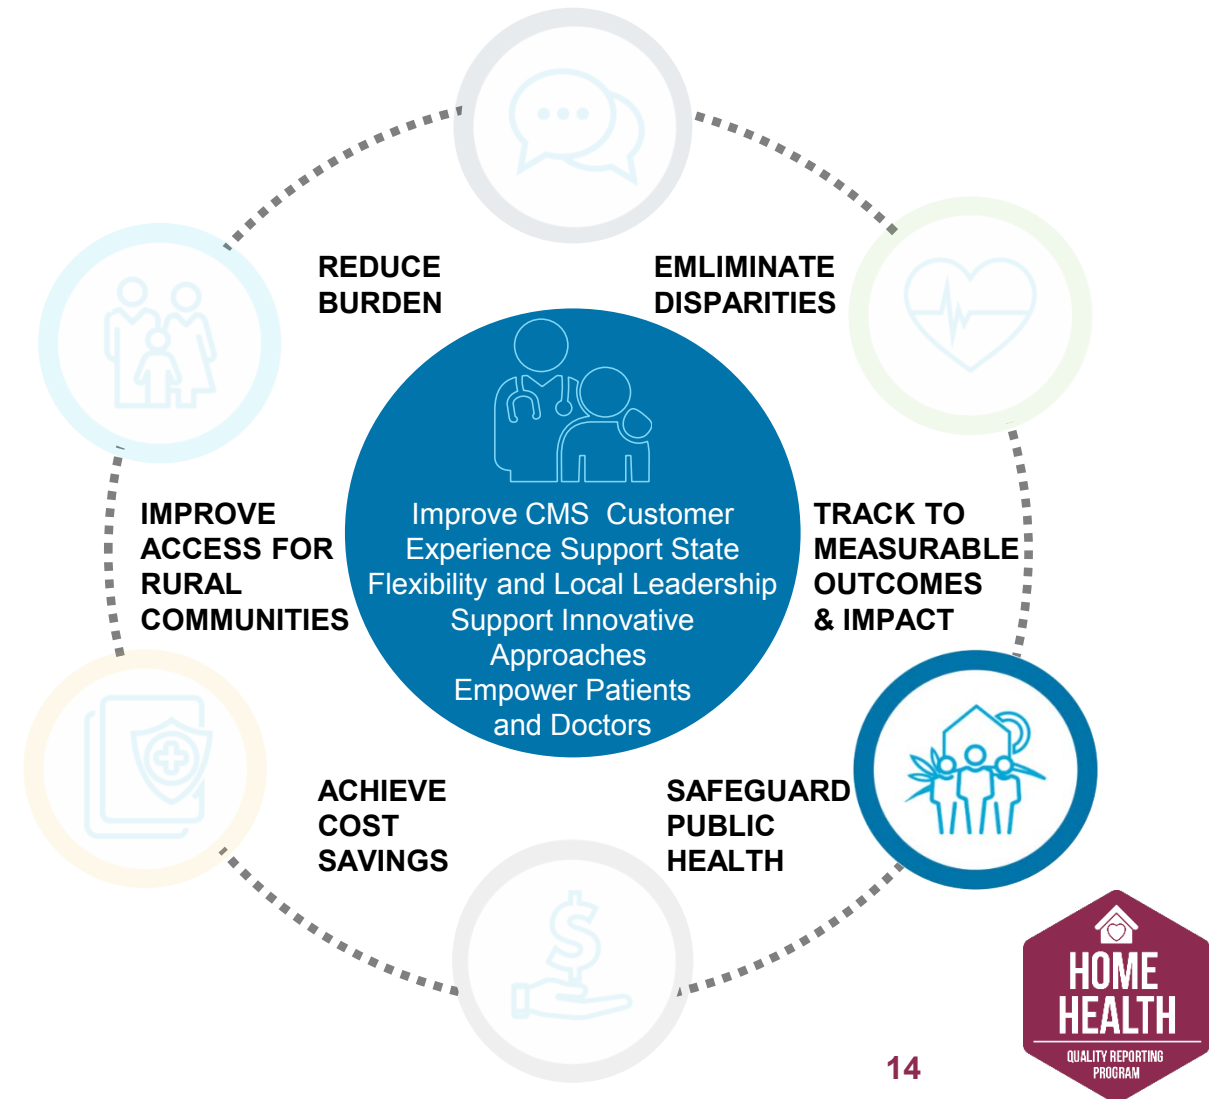 REDUCE
BURDEN
EMLIMINATE
DISPARITIES
IMPROVE
ACCESS FOR
RURAL
COMMUNITIES
Improve CMS  Customer
Experience Support State
Flexibility and Local Leadership
Support Innovative
Approaches
Empower Patients
and Doctors
TRACK TO
MEASURABLE
OUTCOMES
& IMPACT
ACHIEVE
COST
SAVINGS
SAFEGUARD
PUBLIC
HEALTH
$
HOME
HEALTH
QUALITY REPORTING
PROGRAM
14